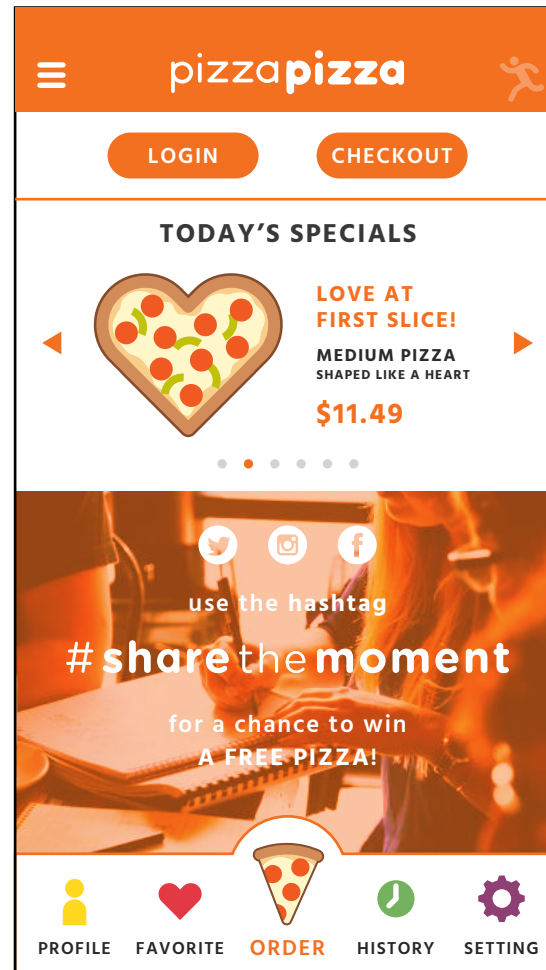 pizzapizza
LOGIN
CHECKOUT
TODAY'S SPECIALS
LOVE AT
FIRST SLICE!
MEDIUM PIZZA
SHAPED LIKE A HEART
$11.49
use the hashtag
#sharethemoment
for a chance to win
A FREE PIZZA!
PROFILE
FAVORITE
ORDER
HISTORY
SETTING